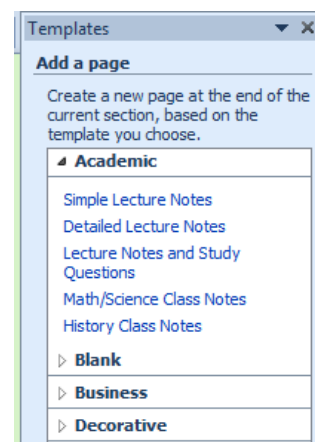 Templates
Add a page
Create a new page at the end of the
current section, based on the
template you choose.
Academic
Simple Lecture Notes
Detailed Lecture Notes
Lecture Notes and Study
Questions
Math/Science Class Notes
History Class Notes
Blank
Business
Decorative